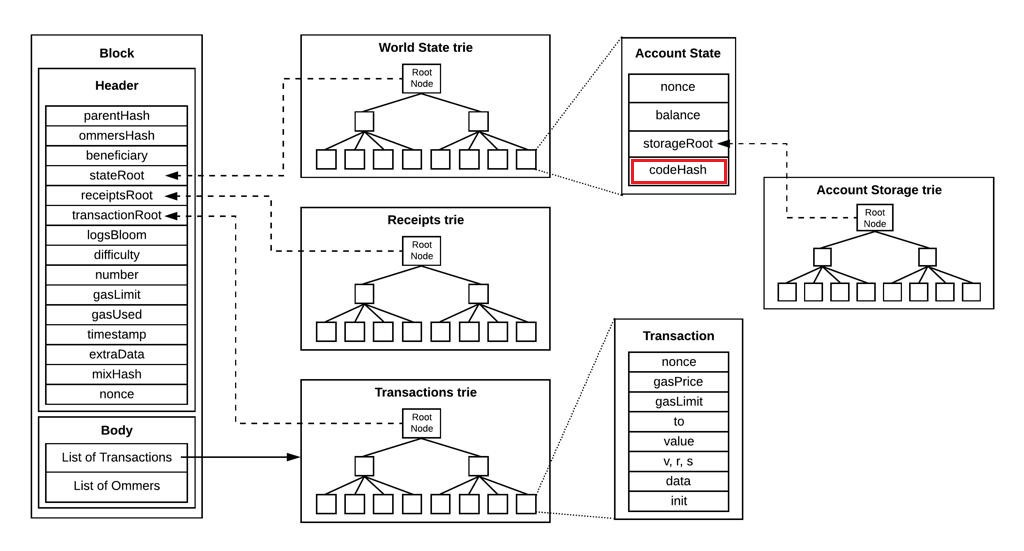 Block
Header
parentHash
ommersHash
beneficiary
stateRoot
receiptsRoot
transactionRoot
logsBloom
difficulty
number
gasLimit
gasUsed
timestamp
extraData
mixHash
nonce
Body
List of Transactions
List of Ommers
World State trie
Root
Node
Receipts trie
Root
Node
Transactions trie
Root
Node
Account State
nonce
balance
storageRoot
codeHash
Account Storage trie
Root
Node
Transaction
nonce
gasPrice
gasLimit
to
value
v, r, s
data
init